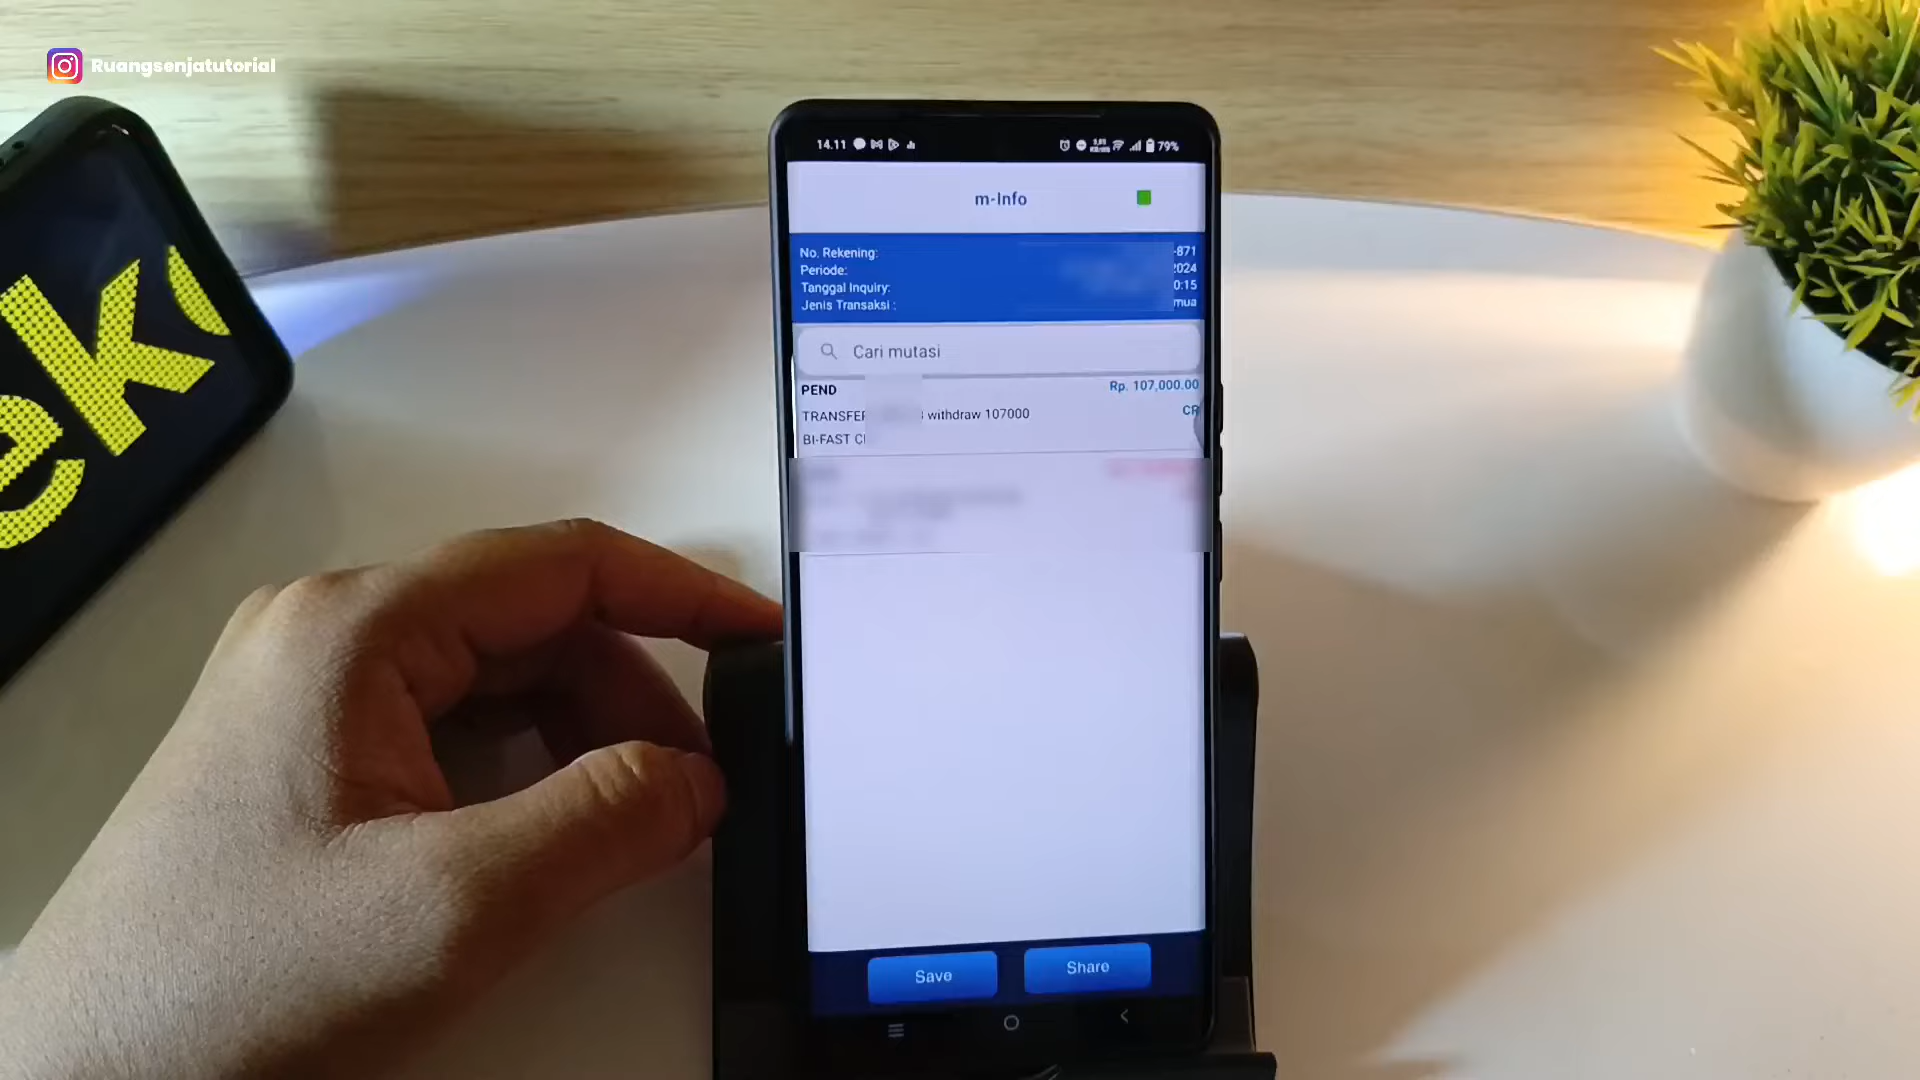 Ruangsenjatutorial
ek
14.11
79%
m-Info
No. Rekening: -871
Periode: 2024
Tanggal Inquiry: 0:15
Jenis Transaksi : mua
Cari mutasi
PEND Rp. 107,000.00
TRANSFER withdraw 107000 CR
BI-FAST C
Save Share